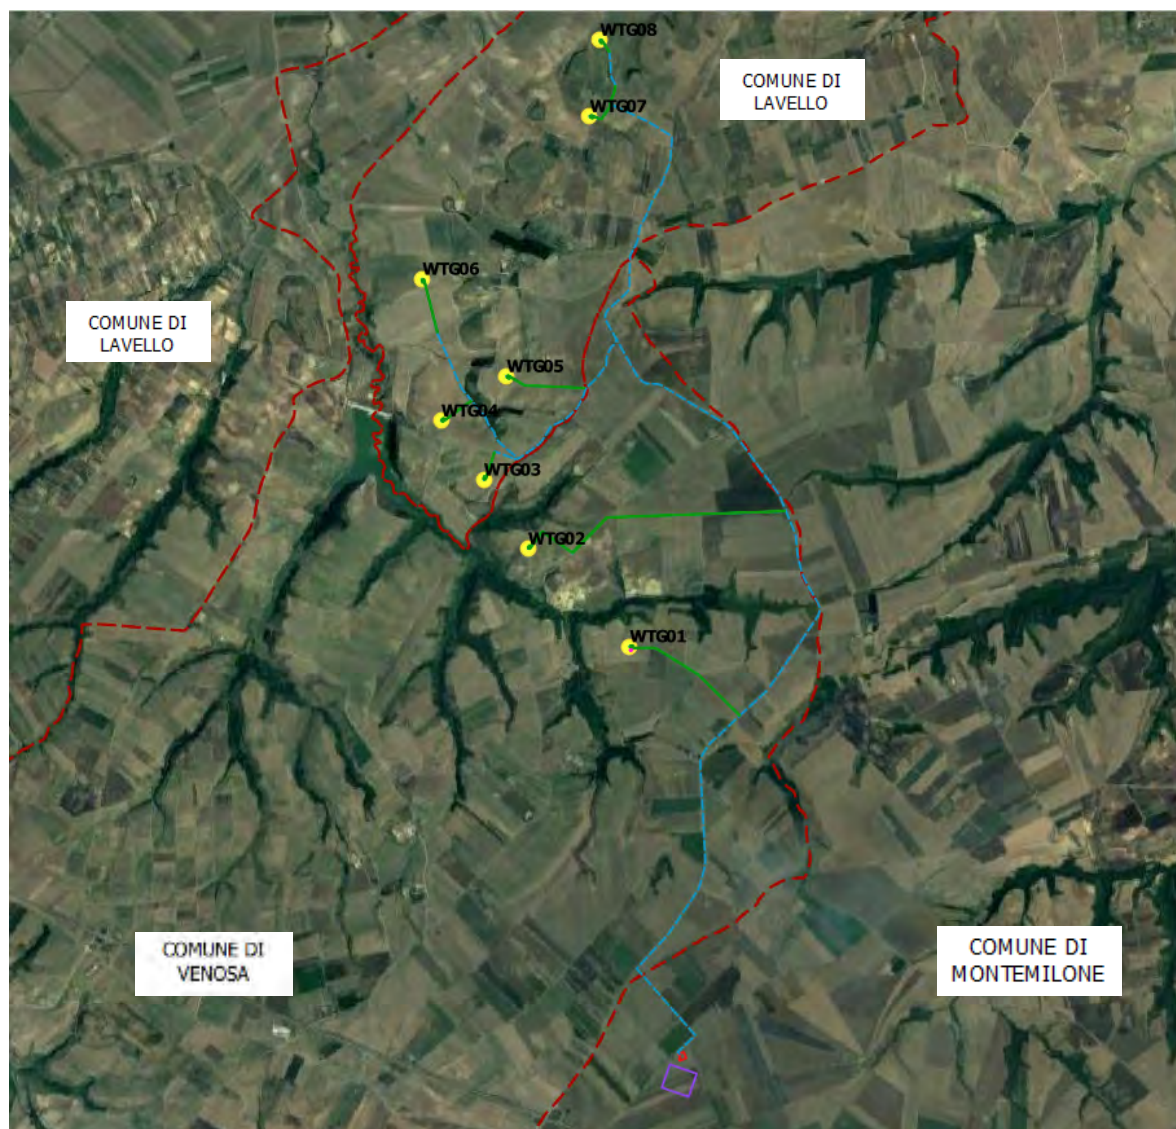 WTG08
COMUNE DI
LAVELLO
WTG07
WTG06
COMUNE DI
LAVELLO
WTG05
WTG04
WTG03
WTG02
WTG01
COMUNE DI
VENOSA
COMUNE DI
MONTEMILONE